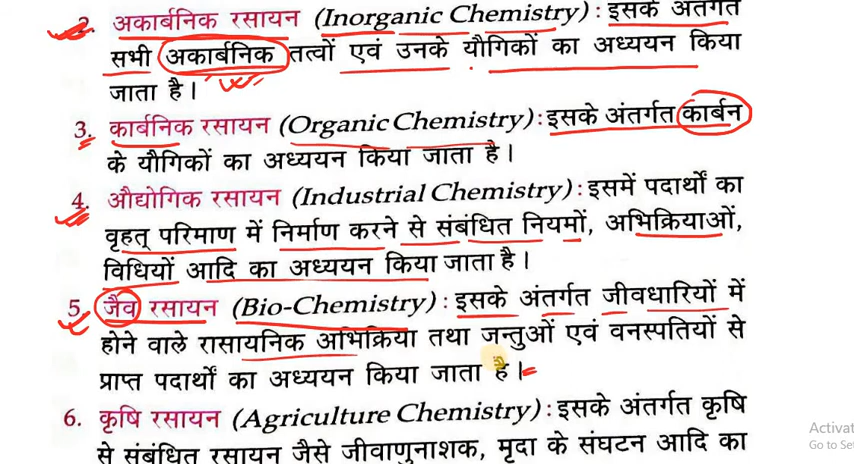 2. अकार्बनिक रसायन (Inorganic Chemistry) : इसके अंतर्गत
सभी अकार्बनिक तत्वों एवं उनके यौगिकों का अध्ययन किया
जाता है।
3. कार्बनिक रसायन (Organic Chemistry) : इसके अंतर्गत कार्बन
के यौगिकों का अध्ययन किया जाता है।
4. औद्योगिक रसायन (Industrial Chemistry) : इसमें पदार्थों का
वृहत् परिमाण में निर्माण करने से संबंधित नियमों, अभिक्रियाओं,
विधियों आदि का अध्ययन किया जाता है।
5. जैव रसायन (Bio-Chemistry) : इसके अंतर्गत जीवधारियों में
होने वाले रासायनिक अभिक्रिया तथा जन्तुओं एवं वनस्पतियों से
प्राप्त पदार्थों का अध्ययन किया जाता है।
6. कृषि रसायन (Agriculture Chemistry) : इसके अंतर्गत कृषि
से संबंधित रसायन जैसे जीवाणुनाशक, मृदा के संघटन आदि का
Activat
Go to Se